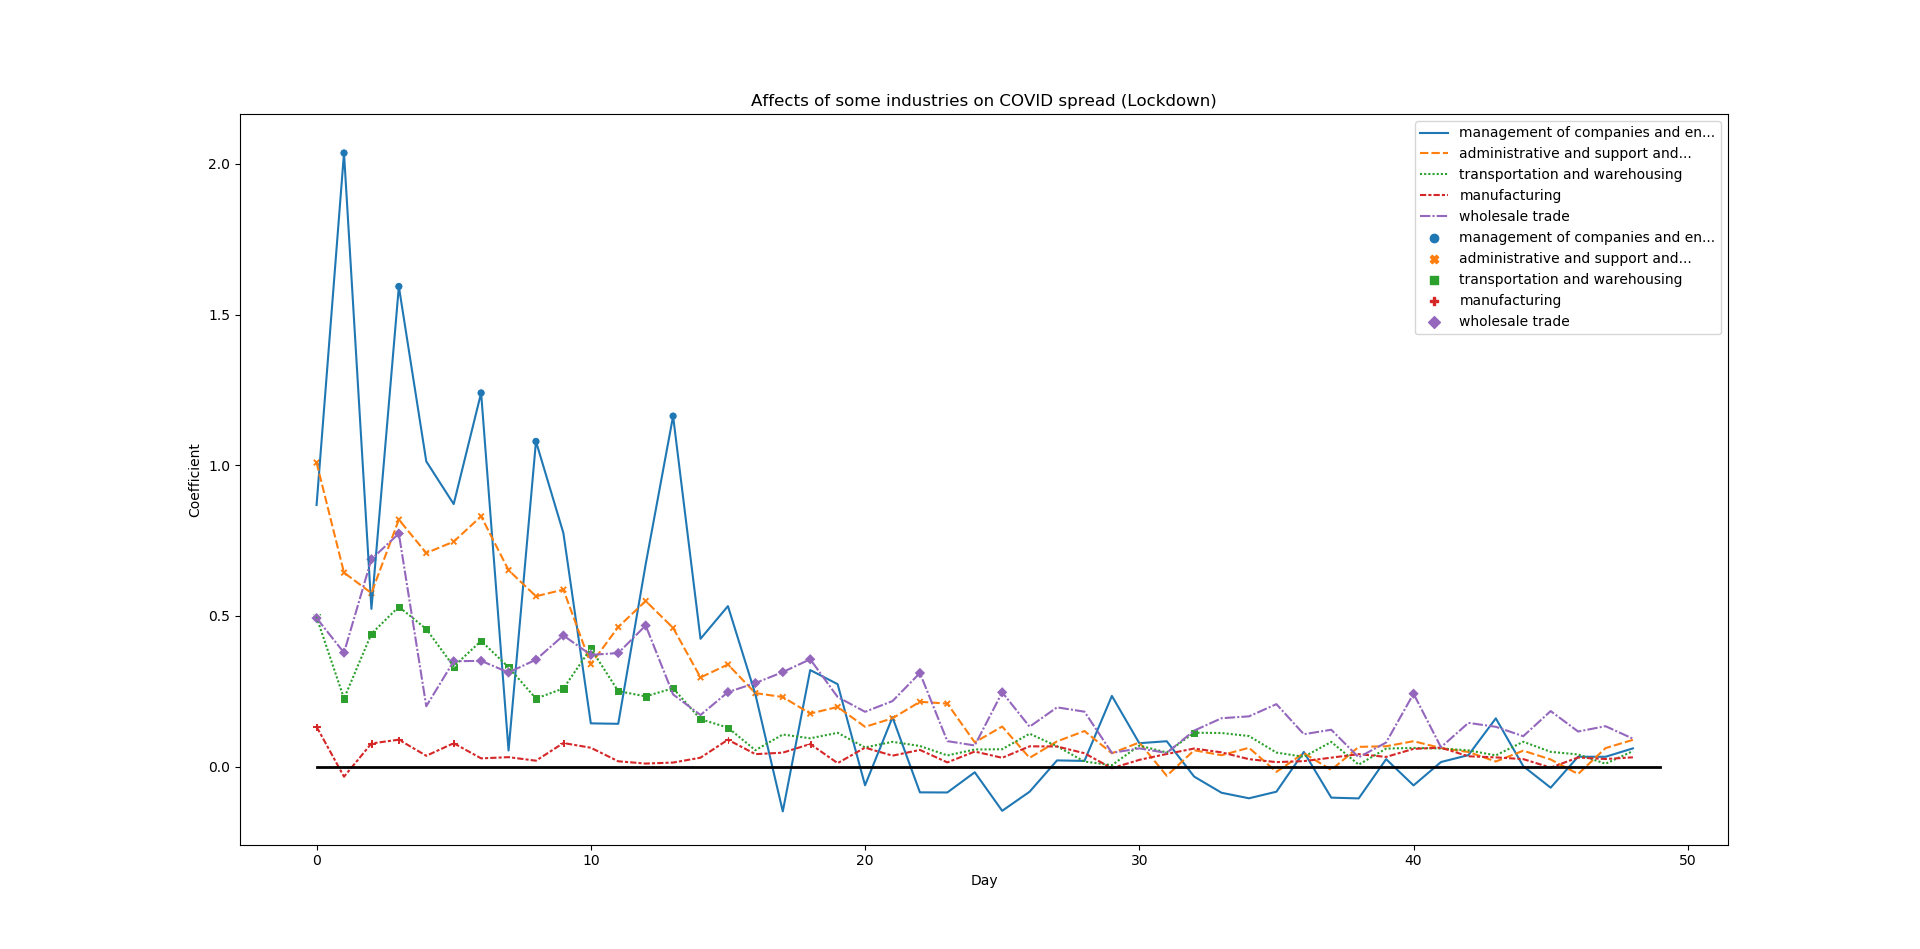 Affects of some industries on COVID spread (Lockdown)
management of companies and en...
administrative and support and...
transportation and warehousing
manufacturing
wholesale trade
management of companies and en...
administrative and support and...
transportation and warehousing
manufacturing
wholesale trade
2.0
1.5
1.0
0.5
0.0
Coefficient
0 10 20 30 40 50
Day